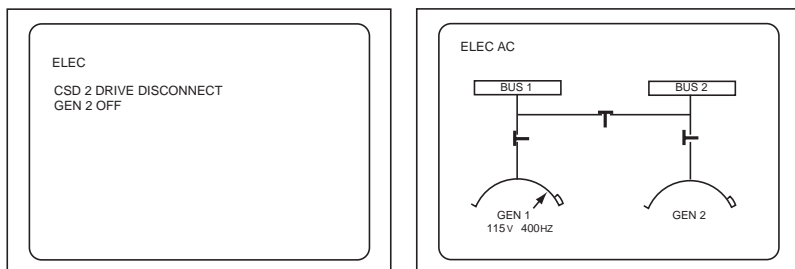 ELEC
CSD 2 DRIVE DISCONNECT
GEN 2 OFF
ELEC AC
BUS 1
BUS 2
GEN 1
115V 400HZ
GEN 2